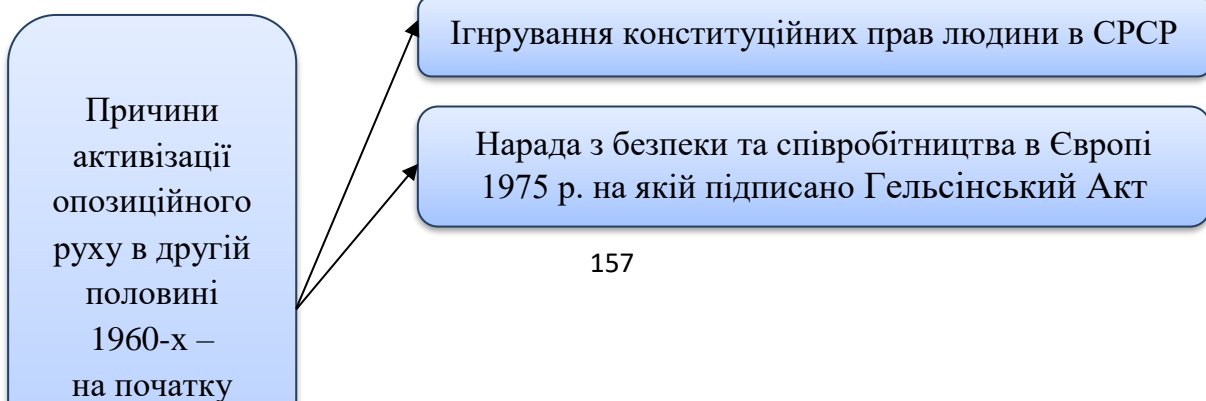 Причини
активізації
опозиційного
руху в другій
половині
1960-х –
на початку
Ігнрування конституційних прав людини в СРСР
Нарада з безпеки та співробітництва в Європі
1975 р. на якій підписано Гельсінський Акт
157